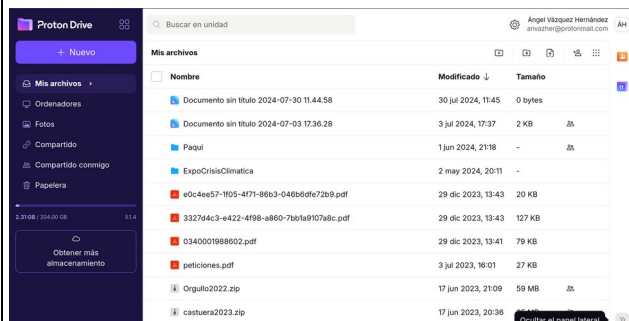 Proton Drive
Buscar en unidad
Ángel Vázquez Hernández
anvazher@protonmail.com
ÁH
+ Nuevo
Mis archivos
Ordenadores
Fotos
Compartido
Compartido conmigo
Papelera
2.31 GB / 204.00 GB 5.1.4
Obtener más
almacenamiento
Mis archivos
Nombre Modificado ↓ Tamaño
Documento sin título 2024-07-30 11.44.58 30 jul 2024, 11:45 0 bytes
Documento sin título 2024-07-03 17.36.28 3 jul 2024, 17:37 2 KB
Paqui 1 jun 2024, 21:18 -
ExpoCrisisClimatica 2 may 2024, 20:11 -
e0c4ee57-1f05-4f71-86b3-046b6dfe72b9.pdf 29 dic 2023, 13:43 20 KB
3327d4c3-e422-4f98-a860-7bb1a9107a8c.pdf 29 dic 2023, 13:43 127 KB
0340001988602.pdf 29 dic 2023, 13:41 79 KB
peticiones.pdf 3 jul 2023, 16:01 27 KB
Orgullo2022.zip 17 jun 2023, 21:09 59 MB
castuera2023.zip 17 jun 2023, 20:36
Ocultar el panel lateral